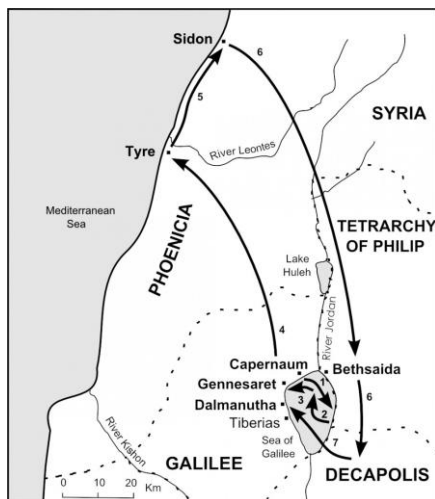 Sidon
6
5
SYRIA
River Leontes
Tyre
Mediterranean
Sea
PHOENICIA
TETRARCHY
OF PHILIP
Lake
Huleh
River Jordan
4
Capernaum
Bethsaida
Gennesaret
1
6
3
Dalmanutha
2
Tiberias
Sea of
Galilee
7
River Kishon
GALILEE
DECAPOLIS
0 10 20
Km